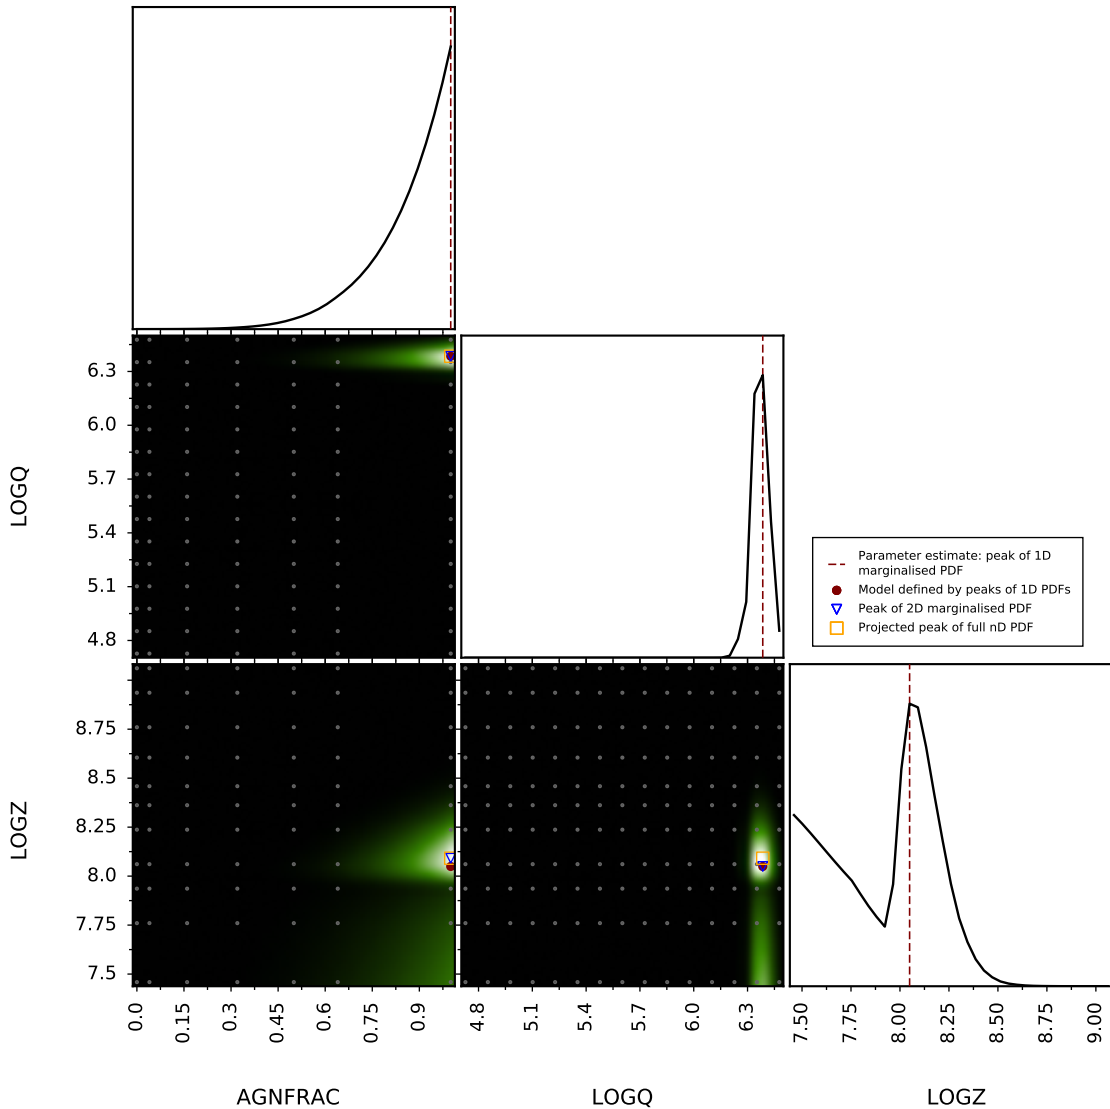 LOGQ
6.3
6.0
5.7
5.4
5.1
4.8
Parameter estimate: peak of 1D
marginalised PDF
Model defined by peaks of 1D PDFs
Peak of 2D marginalised PDF
Projected peak of full nD PDF
LOGZ
8.75
8.5
8.25
8.0
7.75
7.5
0.0 0.15 0.3 0.45 0.75 0.9
4.8 5.1 5.4 5.7 6.0 6.3
7.50 7.75 8.00 8.25 8.50 8.75 9.00
AGNFRAC LOGQ LOGZ